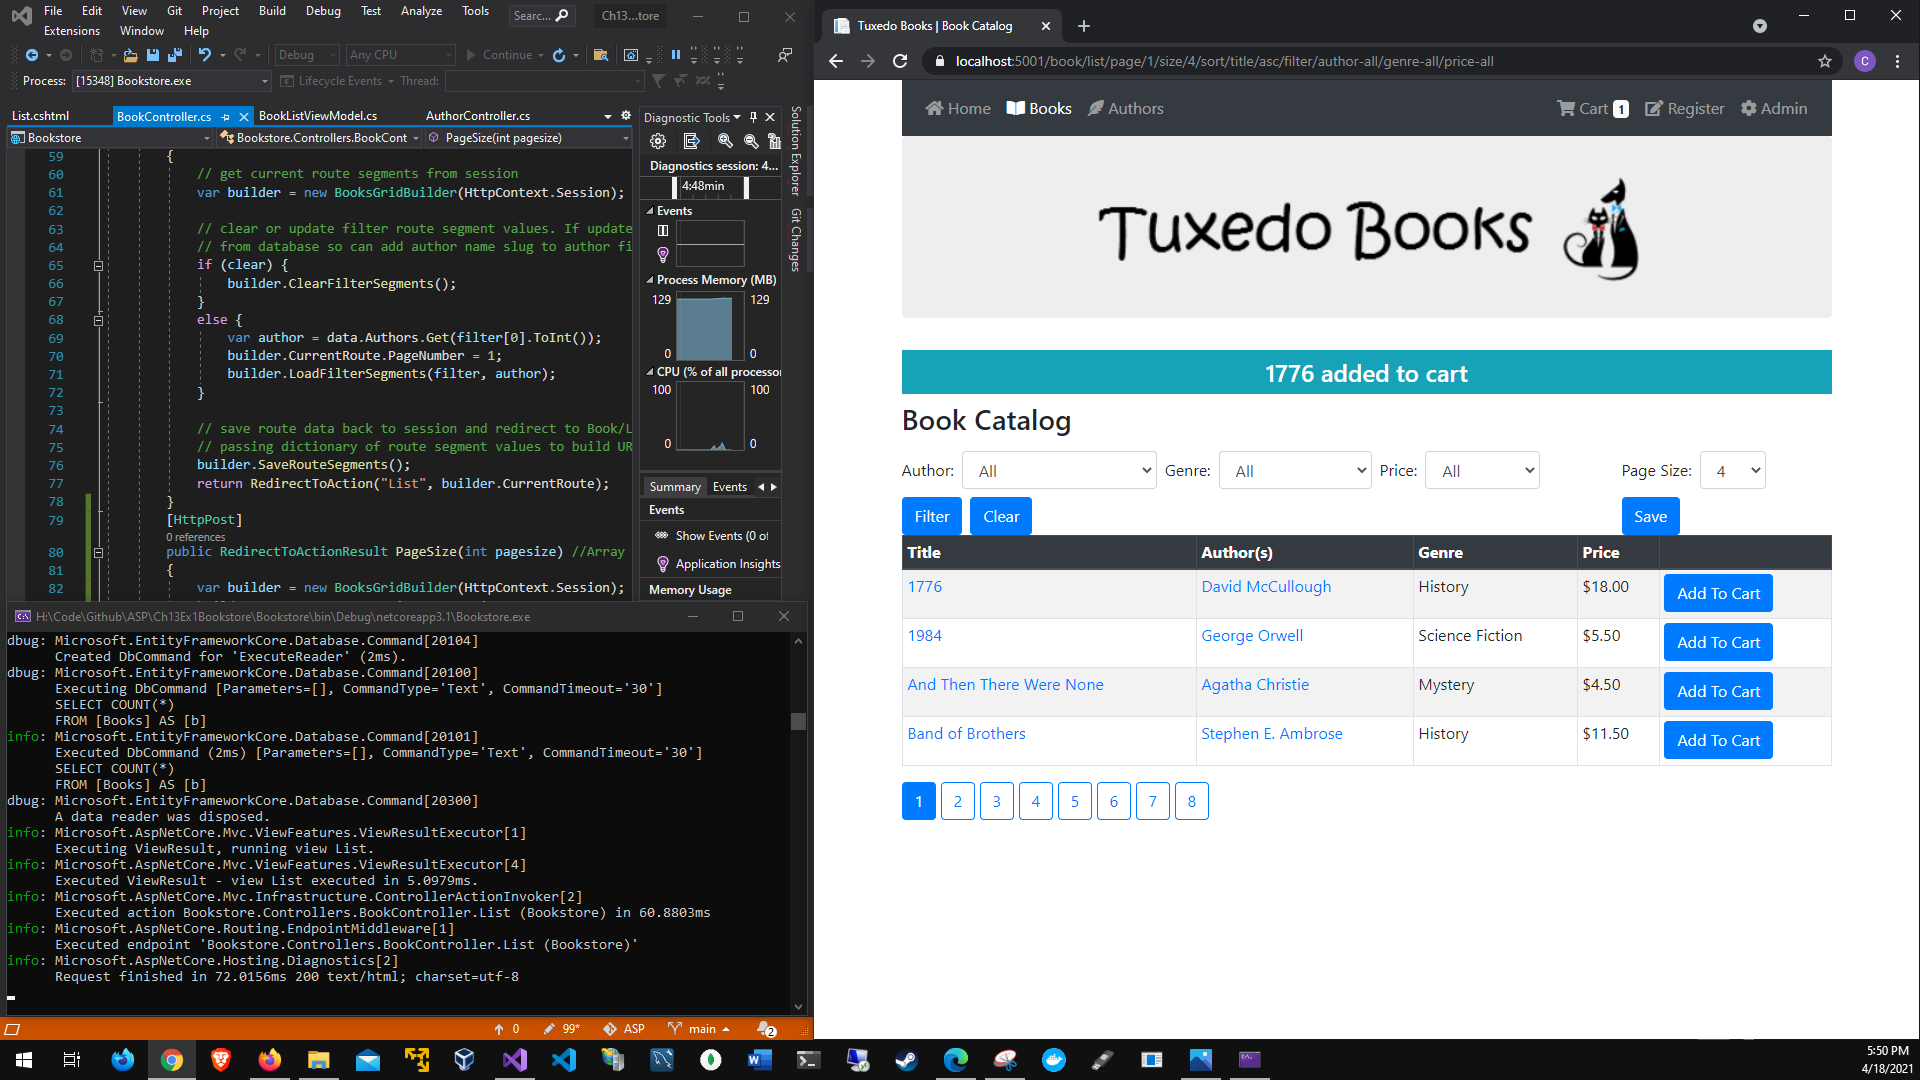 File Edit View Git Project Build Debug Test Analyze Tools
Searc...
Ch13...tore
Extensions Window Help
Debug
Any CPU
Continue
Process: [15348] Bookstore.exe
Lifecycle Events
Thread:
List.cshtml BookController.cs BookListViewModel.cs AuthorController.cs
Bookstore
Bookstore.Controllers.BookCont
PageSize(int pagesize)
59 {
60 // get current route segments from session
61 var builder = new BooksGridBuilder(HttpContext.Session);
62
63 // clear or update filter route segment values. If update
64 // from database so can add author name slug to author fi
65 if (clear) {
66 builder.ClearFilterSegments();
67 }
68 else {
69 var author = data.Authors.Get(filter[0].ToInt());
70 builder.CurrentRoute.PageNumber = 1;
71 builder.LoadFilterSegments(filter, author);
72 }
73
74 // save route data back to session and redirect to Book/L
75 // passing dictionary of route segment values to build UR
76 builder.SaveRouteSegments();
77 return RedirectToAction("List", builder.CurrentRoute);
78 }
79 [HttpPost]
0 references
80 public RedirectToActionResult PageSize(int pagesize) //Array
81 {
82 var builder = new BooksGridBuilder(HttpContext.Session);
Diagnostic Tools
Diagnostics session: 4...
4:48min
Events
Process Memory (MB)
129 129
0 0
CPU (% of all processo
100 100
0 0
Summary Events
Events
Show Events (0 of
Application Insights
Memory Usage
Solution Explorer
Git Changes
H:\Code\Github\ASP\Ch13Ex1Bookstore\Bookstore\bin\Debug\netcoreapp3.1\Bookstore.exe
dbug: Microsoft.EntityFrameworkCore.Database.Command[20104]
Created DbCommand for 'ExecuteReader' (2ms).
dbug: Microsoft.EntityFrameworkCore.Database.Command[20100]
Executing DbCommand [Parameters=[], CommandType='Text', CommandTimeout='30']
SELECT COUNT(*)
FROM [Books] AS [b]
info: Microsoft.EntityFrameworkCore.Database.Command[20101]
Executed DbCommand (2ms) [Parameters=[], CommandType='Text', CommandTimeout='30']
SELECT COUNT(*)
FROM [Books] AS [b]
dbug: Microsoft.EntityFrameworkCore.Database.Command[20300]
A data reader was disposed.
info: Microsoft.AspNetCore.Mvc.ViewFeatures.ViewResultExecutor[1]
Executing ViewResult, running view List.
info: Microsoft.AspNetCore.Mvc.ViewFeatures.ViewResultExecutor[4]
Executed ViewResult - view List executed in 5.0979ms.
info: Microsoft.AspNetCore.Mvc.Infrastructure.ControllerActionInvoker[2]
Executed action Bookstore.Controllers.BookController.List (Bookstore) in 60.8803ms
info: Microsoft.AspNetCore.Routing.EndpointMiddleware[1]
Executed endpoint 'Bookstore.Controllers.BookController.List (Bookstore)'
info: Microsoft.AspNetCore.Hosting.Diagnostics[2]
Request finished in 72.0156ms 200 text/html; charset=utf-8
0 99* ASP main 2
Tuxedo Books | Book Catalog
localhost:5001/book/list/page/1/size/4/sort/title/asc/filter/author-all/genre-all/price-all
C
Home Books Authors Cart 1 Register Admin
Tuxedo Books
1776 added to cart
Book Catalog
Author: All Genre: All Price: All Page Size: 4
Filter Clear Save
Title Author(s) Genre Price
1776 David McCullough History $18.00 Add To Cart
1984 George Orwell Science Fiction $5.50 Add To Cart
And Then There Were None Agatha Christie Mystery $4.50 Add To Cart
Band of Brothers Stephen E. Ambrose History $11.50 Add To Cart
1 2 3 4 5 6 7 8
5:50 PM
4/18/2021